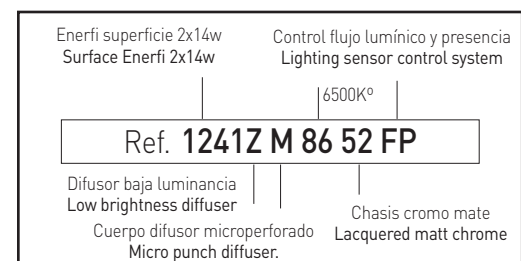 Enerfi superficie 2x14w
Surface Enerfi 2x14w
Control flujo lumínico y presencia
Lighting sensor control system
6500Kº
Ref. 1241Z M 86 52 FP
Difusor baja luminancia
Low brightness diffuser
Cuerpo difusor microperforado
Micro punch diffuser.
Chasis cromo mate
Lacquered matt chrome